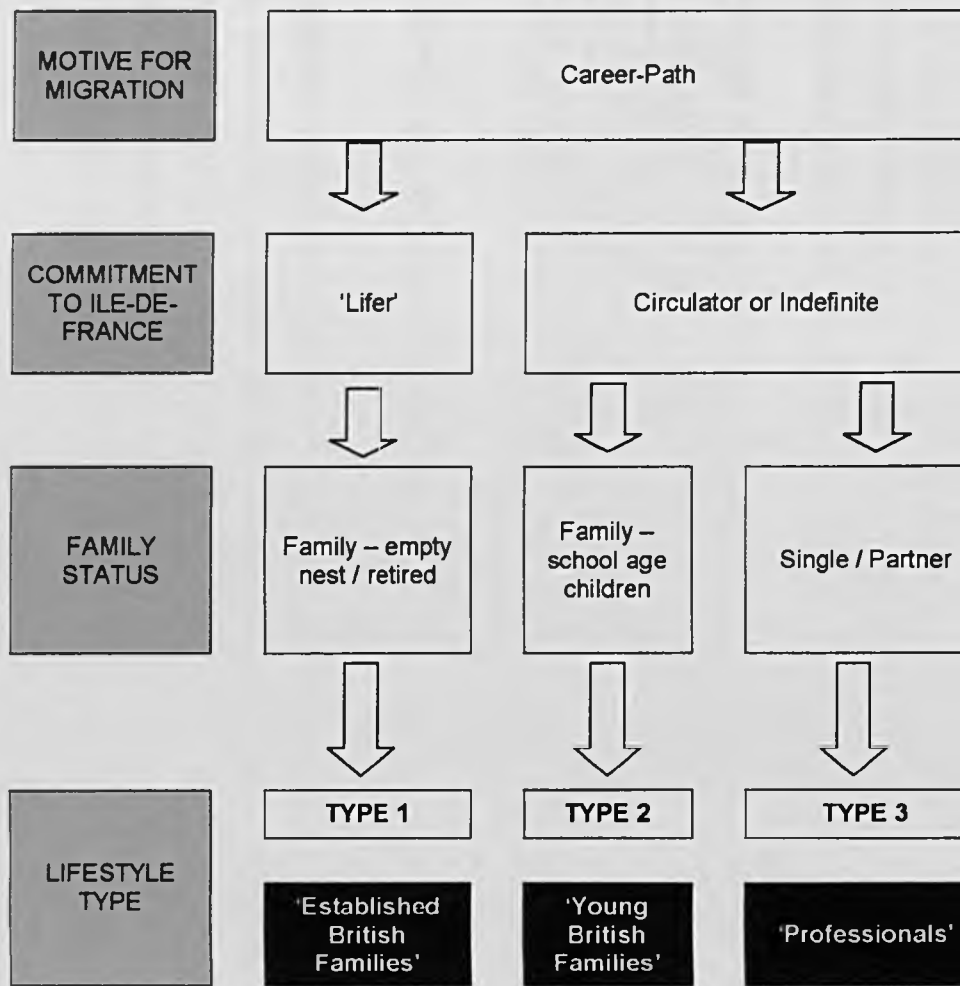 MOTIVE FOR
MIGRATION
Career-Path
COMMITMENT
TO ILE-DE-
FRANCE
'Lifer'
Circulator or Indefinite
FAMILY
STATUS
Family – empty
nest / retired
Family –
school age
children
Single / Partner
LIFESTYLE
TYPE
TYPE 1
TYPE 2
TYPE 3
'Established
British
Families'
'Young
British
Families'
'Professionals'